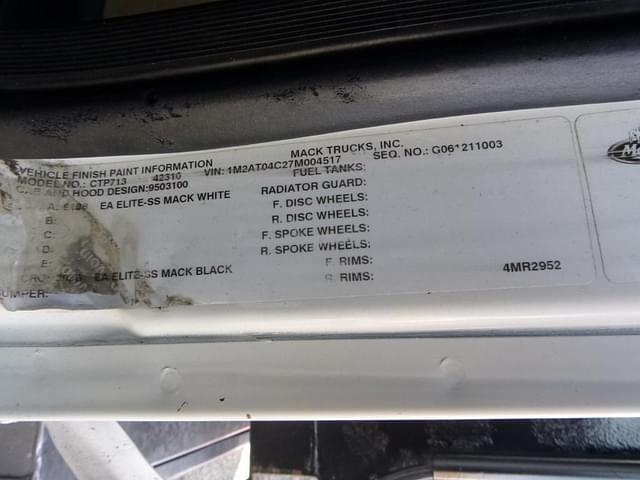 MACK TRUCKS, INC.
VEHICLE FINISH PAINT INFORMATION VIN: 1M2AT04C27M004517 SEQ. NO.: G06*211003
MODEL NO.: CTP713 42310 FUEL TANKS:
CAB AND HOOD DESIGN:9503100 RADIATOR GUARD:
A: EA ELITE-SS MACK WHITE F. DISC WHEELS:
B: R. DISC WHEELS:
C: F. SPOKE WHEELS:
D: R. SPOKE WHEELS:
E: F. RIMS:
EA ELITE-SS MACK BLACK R. RIMS: 4MR2952
BUMPER: